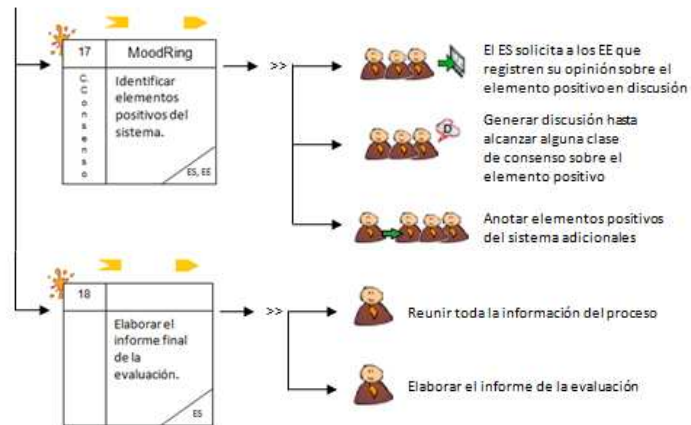 17 MoodRing
C.Consenso
Identificar
elementos
positivos del
sistema.
ES, EE
>>
El ES solicita a los EE que
registren su opinión sobre el
elemento positivo en discusión
D
Generar discusión hasta
alcanzar alguna clase
de consenso sobre el
elemento positivo
Anotar elementos positivos
del sistema adicionales
18
Elaborar el
informe final
de la
evaluación.
ES
>>
Reunir toda la información del proceso
Elaborar el informe de la evaluación